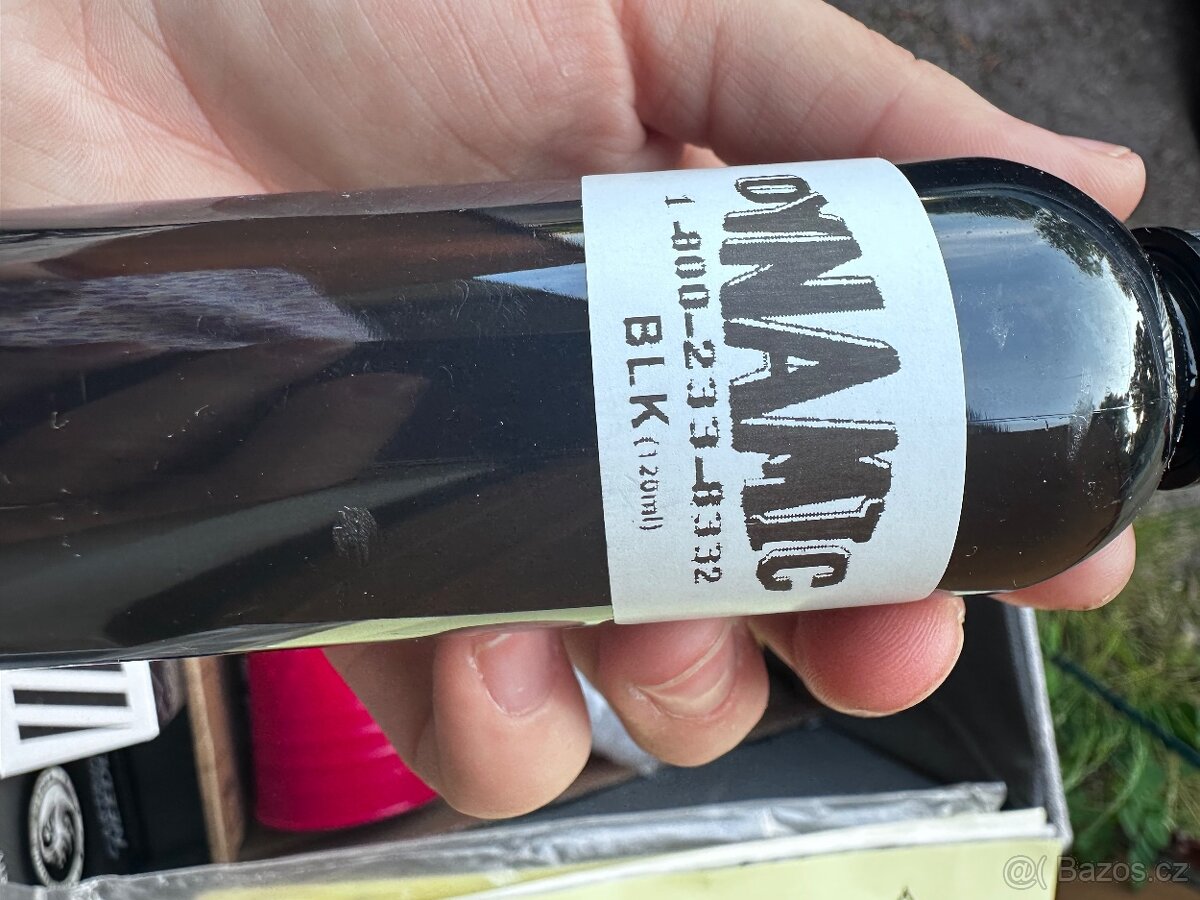 DYNAMIC
1-800-233-8332
BLK (120ml)
@( Bazos.cz